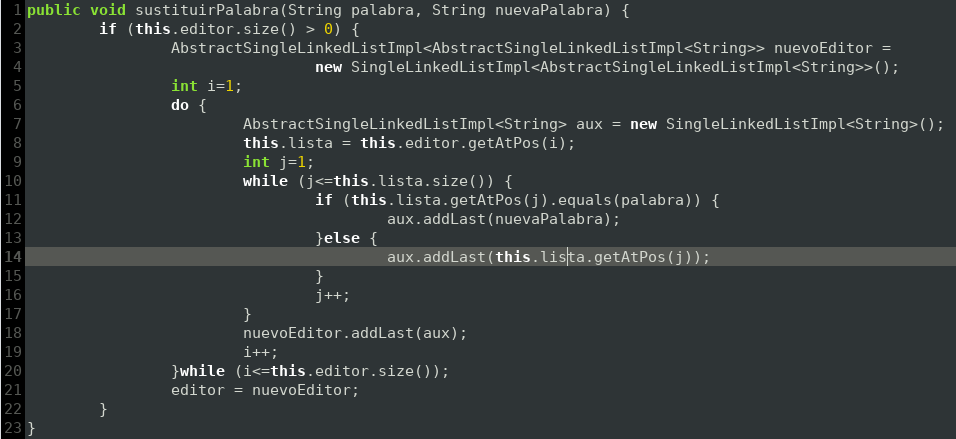 1 public void sustituirPalabra(String palabra, String nuevaPalabra) {
2 if (this.editor.size() > 0) {
3 AbstractSingleLinkedListImpl<AbstractSingleLinkedListImpl<String>> nuevoEditor =
4 new SingleLinkedListImpl<AbstractSingleLinkedListImpl<String>>();
5 int i=1;
6 do {
7 AbstractSingleLinkedListImpl<String> aux = new SingleLinkedListImpl<String>();
8 this.lista = this.editor.getAtPos(i);
9 int j=1;
10 while (j<=this.lista.size()) {
11 if (this.lista.getAtPos(j).equals(palabra)) {
12 aux.addLast(nuevaPalabra);
13 }else {
14 aux.addLast(this.lista.getAtPos(j));
15 }
16 j++;
17 }
18 nuevoEditor.addLast(aux);
19 i++;
20 }while (i<=this.editor.size());
21 editor = nuevoEditor;
22 }
23 }